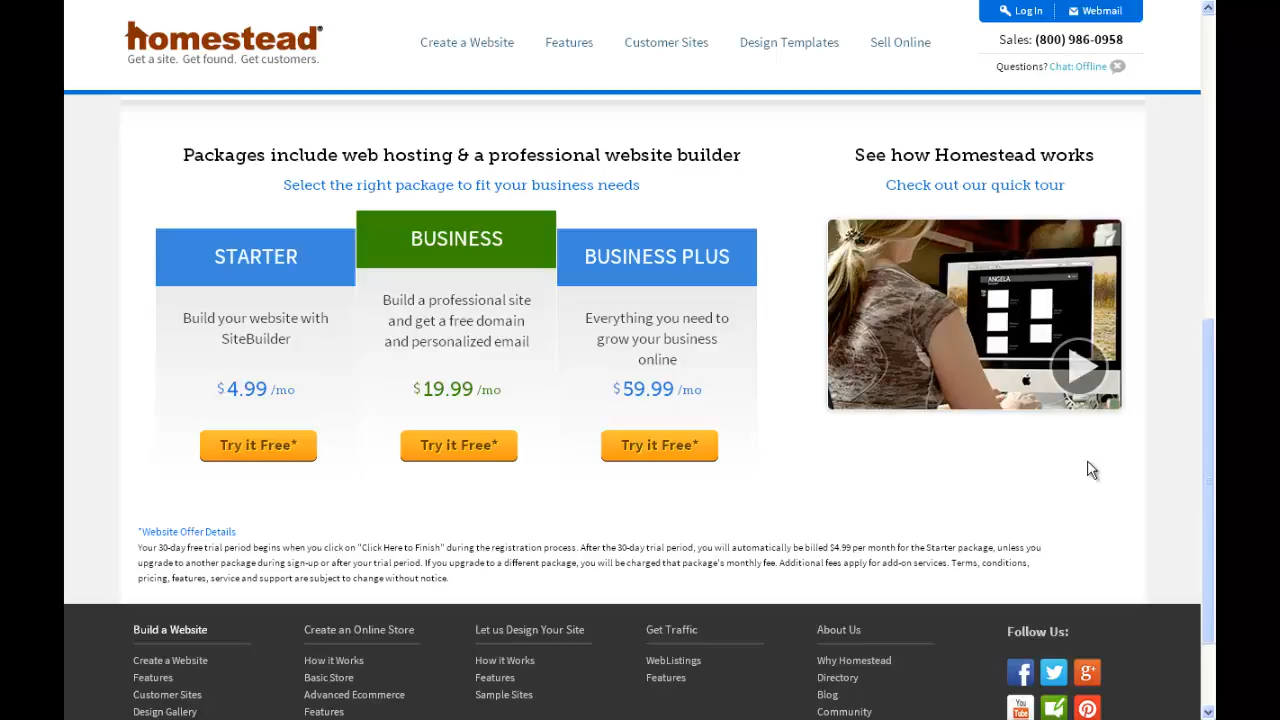 homestead®
Get a site. Get found. Get customers.
Create a Website
Features
Customer Sites
Design Templates
Sell Online
Log In
Webmail
Sales: (800) 986-0958
Questions? Chat: Offline
Packages include web hosting & a professional website builder
Select the right package to fit your business needs
STARTER
Build your website with
SiteBuilder
$4.99 /mo
Try it Free*
BUSINESS
Build a professional site
and get a free domain
and personalized email
$19.99 /mo
Try it Free*
BUSINESS PLUS
Everything you need to
grow your business
online
$59.99 /mo
Try it Free*
See how Homestead works
Check out our quick tour
ANGELA
*Website Offer Details
Your 30-day free trial period begins when you click on "Click Here to Finish" during the registration process. After the 30-day trial period, you will automatically be billed $4.99 per month for the Starter package, unless you
upgrade to another package during sign-up or after your trial period. If you upgrade to a different package, you will be charged that package's monthly fee. Additional fees apply for add-on services. Terms, conditions,
pricing, features, service and support are subject to change without notice.
Build a Website
Create a Website
Features
Customer Sites
Design Gallery
Create an Online Store
How it Works
Basic Store
Advanced Ecommerce
Features
Let us Design Your Site
How it Works
Features
Sample Sites
Get Traffic
WebListings
Features
About Us
Why Homestead
Directory
Blog
Community
Follow Us:
You
Tube